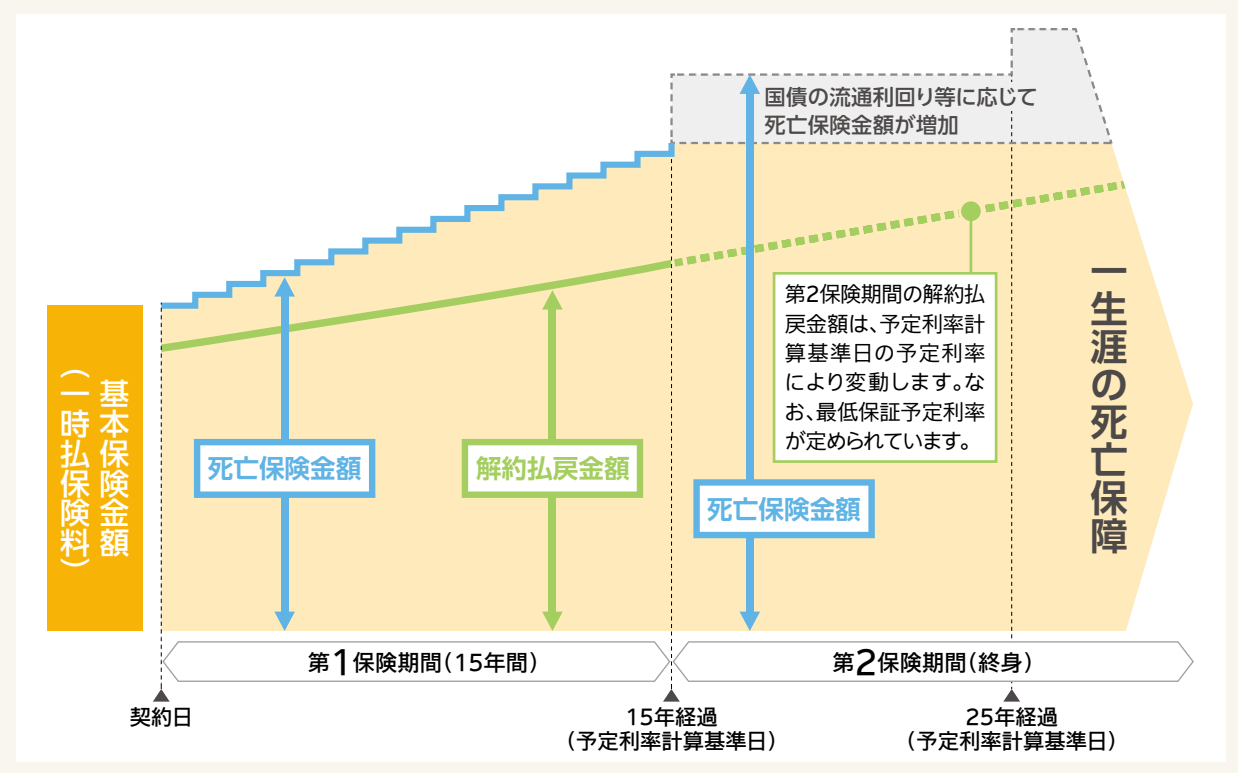 国債の流通利回り等に応じて
死亡保険金額が増加
基本保険金額
（一時払保険料）
死亡保険金額
解約払戻金額
死亡保険金額
第2保険期間の解約払
戻金額は、予定利率計
算基準日の予定利率
により変動します。な
お、最低保証予定利率
が定められています。
一生涯の死亡保障
第1保険期間（15年間）
第2保険期間（終身）
契約日
15年経過
（予定利率計算基準日）
25年経過
（予定利率計算基準日）